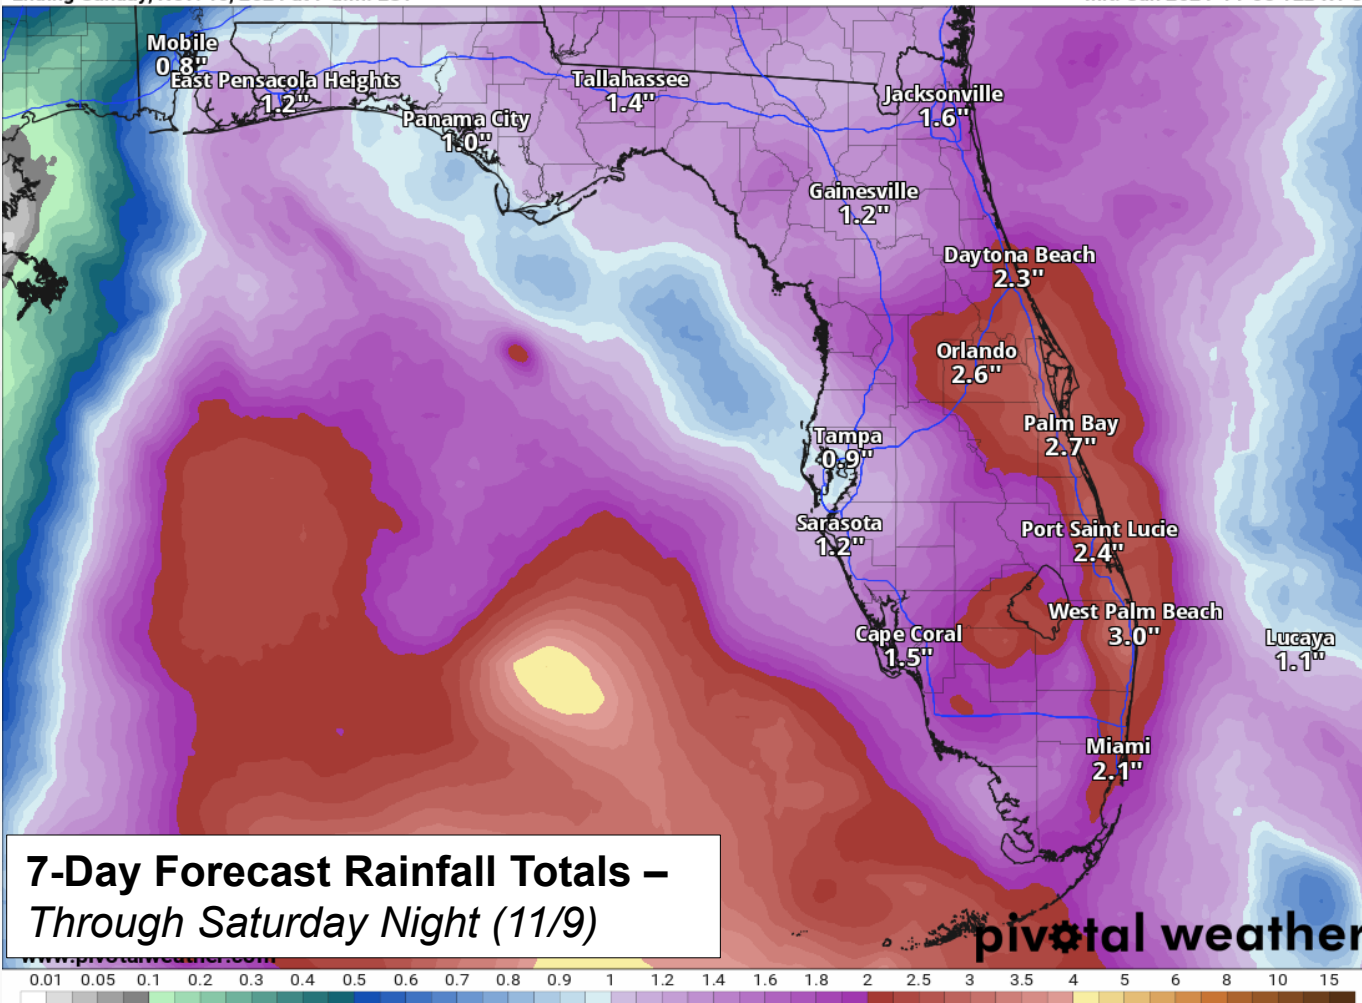 Mobile
0.8"
East Pensacola Heights
1.2"
Panama City
1.0"
Tallahassee
1.4"
Jacksonville
1.6"
Gainesville
1.2"
Daytona Beach
2.3"
Orlando
2.6"
Palm Bay
2.7"
Tampa
0.9"
Sarasota
1.2"
Port Saint Lucie
2.4"
West Palm Beach
3.0"
Cape Coral
1.5"
Lucaya
1.1"
Miami
2.1"
7-Day Forecast Rainfall Totals –
Through Saturday Night (11/9)
pivotal weather
www.pivotalweather.com
0.01 0.05 0.1 0.2 0.3 0.4 0.5 0.6 0.7 0.8 0.9 1 1.2 1.4 1.6 1.8 2 2.5 3 3.5 4 5 6 8 10 15